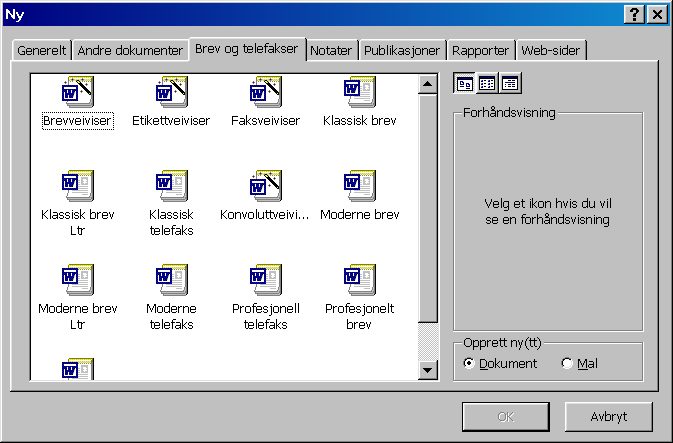 Ny
Generelt Andre dokumenter Brev og telefakser Notater Publikasjoner Rapporter Web-sider
Brevveiviser Etikettveiviser Faksveiviser Klassisk brev
Klassisk brev Ltr
Klassisk telefaks
Konvoluttveivi...
Moderne brev
Moderne brev Ltr
Moderne telefaks
Profesjonell telefaks
Profesjonelt brev
Forhåndsvisning
Velg et ikon hvis du vil
se en forhåndsvisning
Opprett ny(tt)
Dokument Mal
OK Avbryt